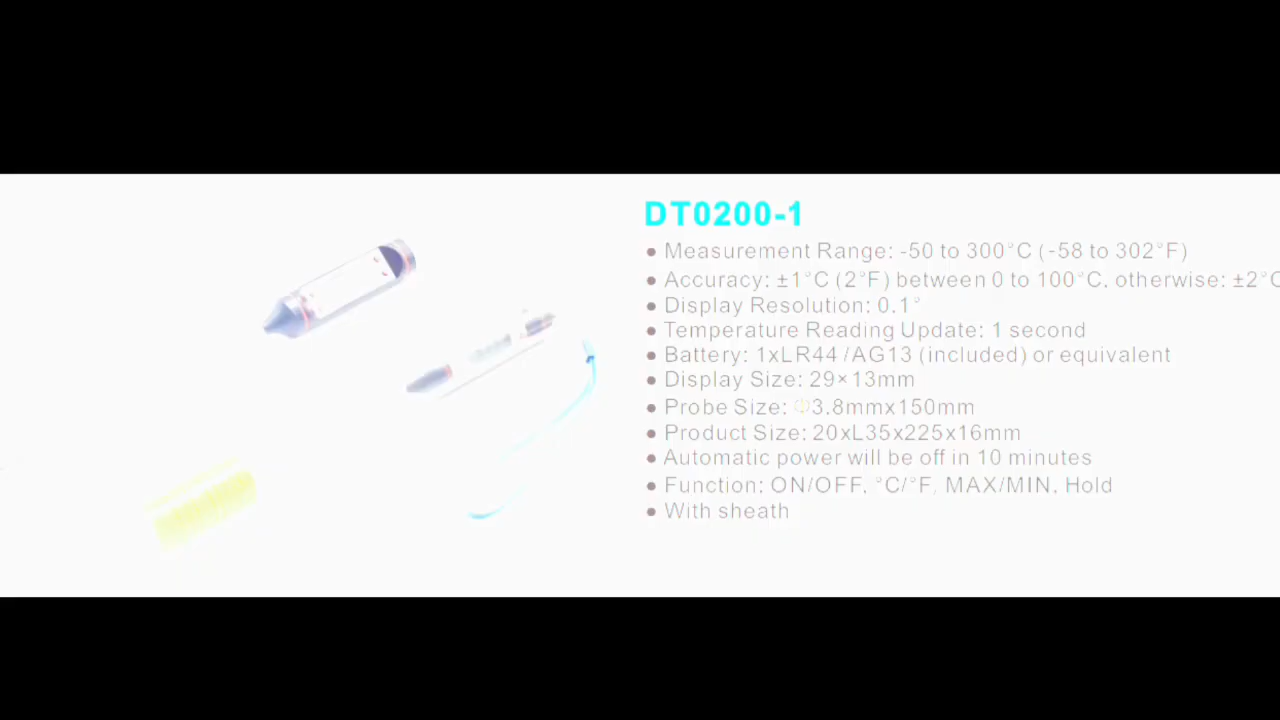 DT0200-1
● Measurement Range: -50 to 300°C (-58 to 302°F)
● Accuracy: ±1°C (2°F) between 0 to 100°C, otherwise: ±2°C
● Display Resolution: 0.1°
● Temperature Reading Update: 1 second
● Battery: 1xLR44 /AG13 (included) or equivalent
● Display Size: 29×13mm
● Probe Size: Φ3.8mmx150mm
● Product Size: 20xL35x225x16mm
● Automatic power will be off in 10 minutes
● Function: ON/OFF, °C/°F, MAX/MIN, Hold
● With sheath